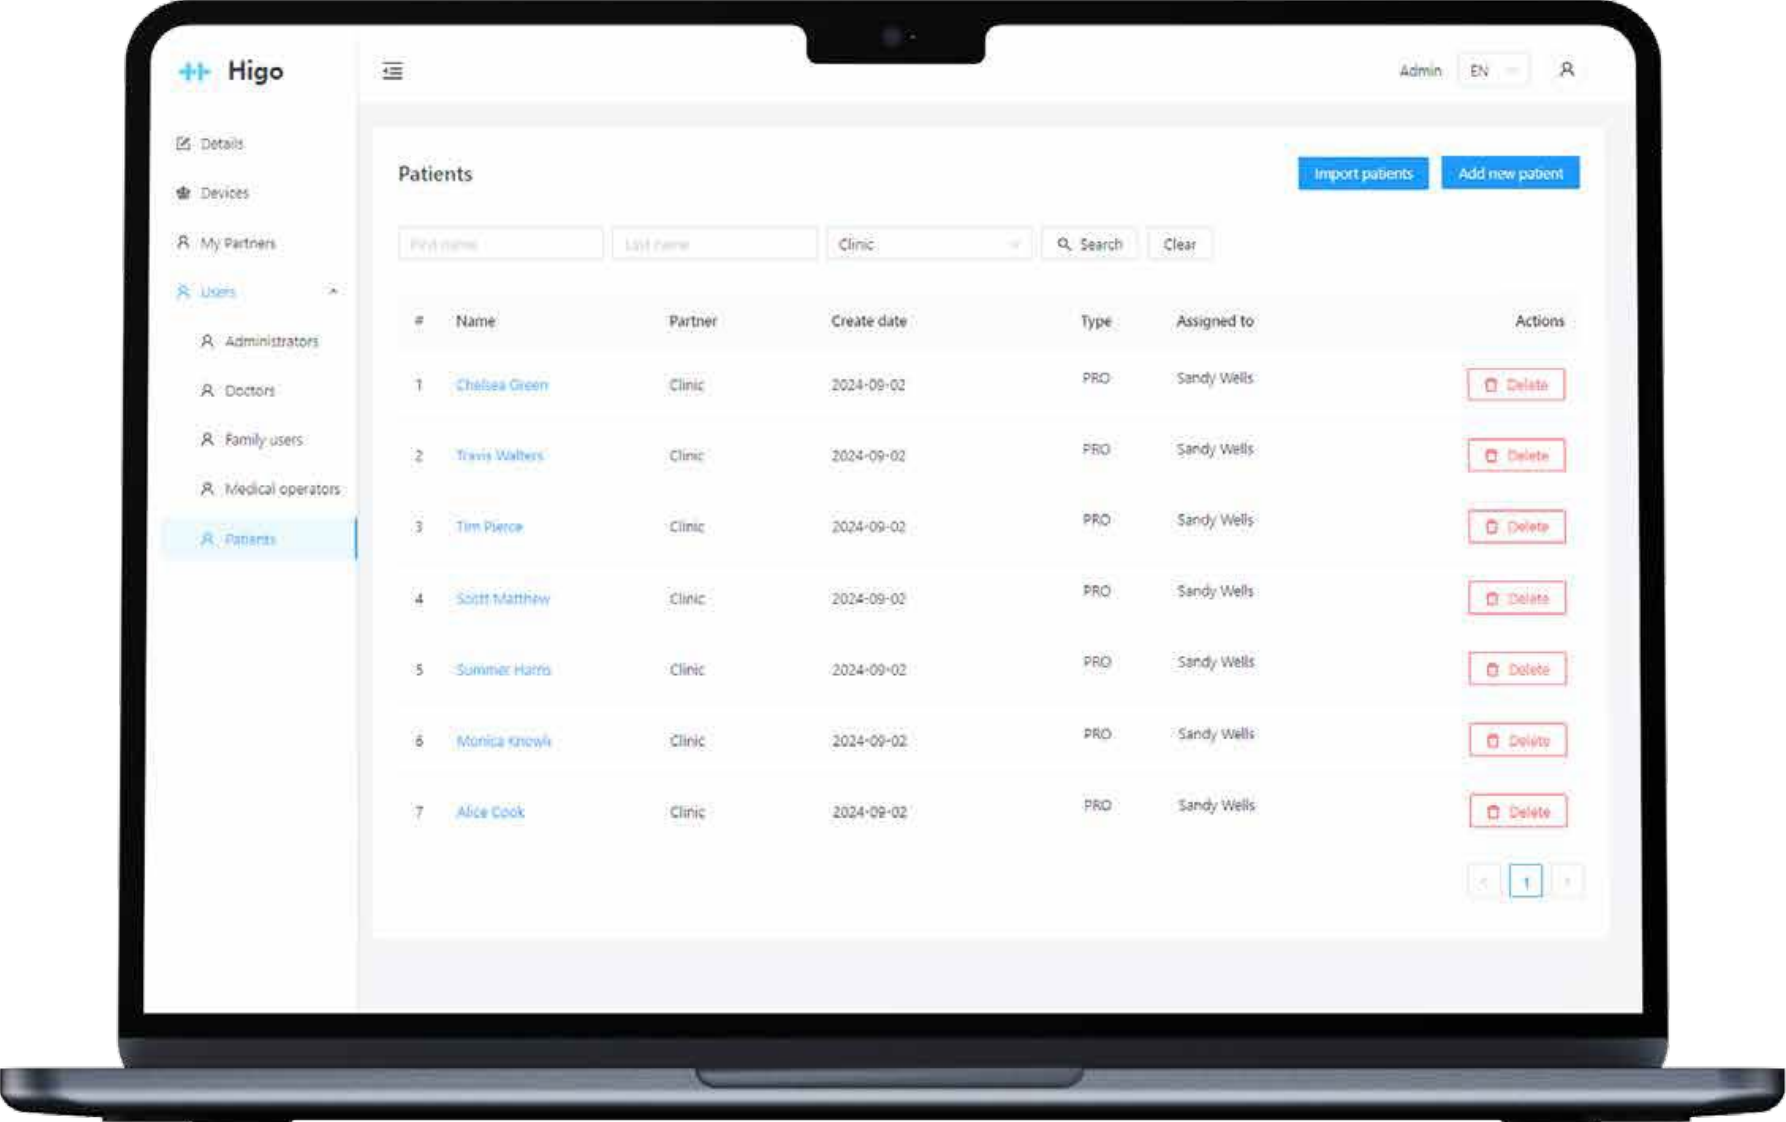 Higo
Admin EN
Details
Devices
My Partners
Users
Administrators
Doctors
Family users
Medical operators
Patients
Patients
Import patients Add new patient
First name Last name Clinic Search Clear
# Name Partner Create date Type Assigned to Actions
1 Chelsea Green Clinic 2024-09-02 PRO Sandy Wells Delete
2 Travis Walters Clinic 2024-09-02 PRO Sandy Wells Delete
3 Tim Pierce Clinic 2024-09-02 PRO Sandy Wells Delete
4 Scott Matthew Clinic 2024-09-02 PRO Sandy Wells Delete
5 Summer Harris Clinic 2024-09-02 PRO Sandy Wells Delete
6 Monica Clinic 2024-09-02 PRO Sandy Wells Delete
7 Alice Cook Clinic 2024-09-02 PRO Sandy Wells Delete
< 1 >